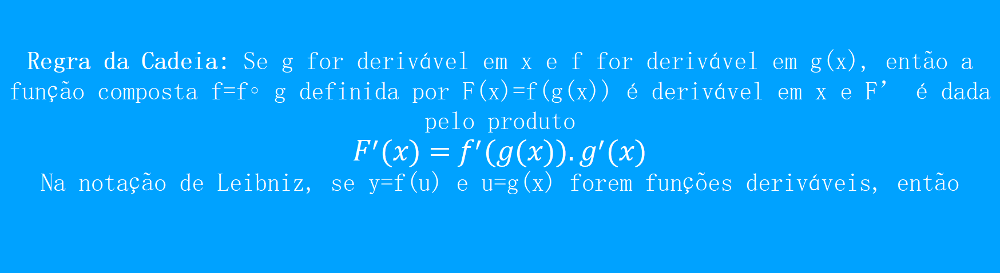 Regra da Cadeia: Se g for derivável em x e f for derivável em g(x), então a
função composta f=f∘ g definida por F(x)=f(g(x)) é derivável em x e F’ é dada
pelo produto
F′(x) = f′(g(x)). g′(x)
Na notação de Leibniz, se y=f(u) e u=g(x) forem funções deriváveis, então